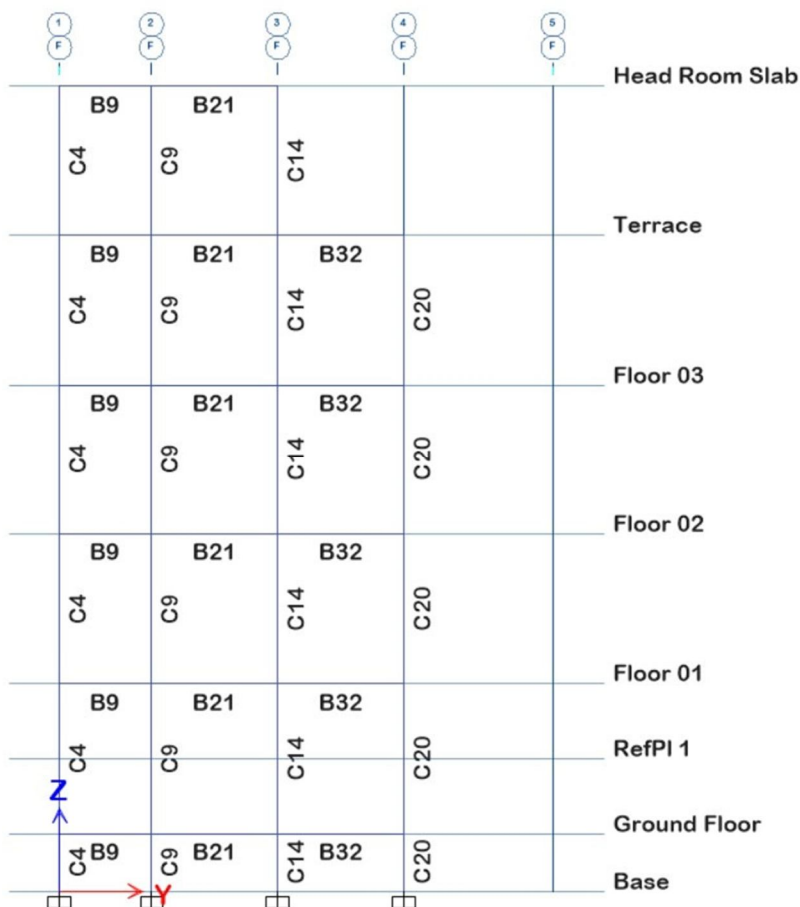 1 2 3 4 5
F F F F F
Head Room Slab
B9 B21
C4 C9 C14
Terrace
B9 B21 B32
C4 C9 C14 C20
Floor 03
B9 B21 B32
C4 C9 C14 C20
Floor 02
B9 B21 B32
C4 C9 C14 C20
Floor 01
B9 B21 B32
RefPl 1
C4 C9 C14 C20
Z
Ground Floor
C4 B9 C9 B21 C14 B32 C20
Base
Y